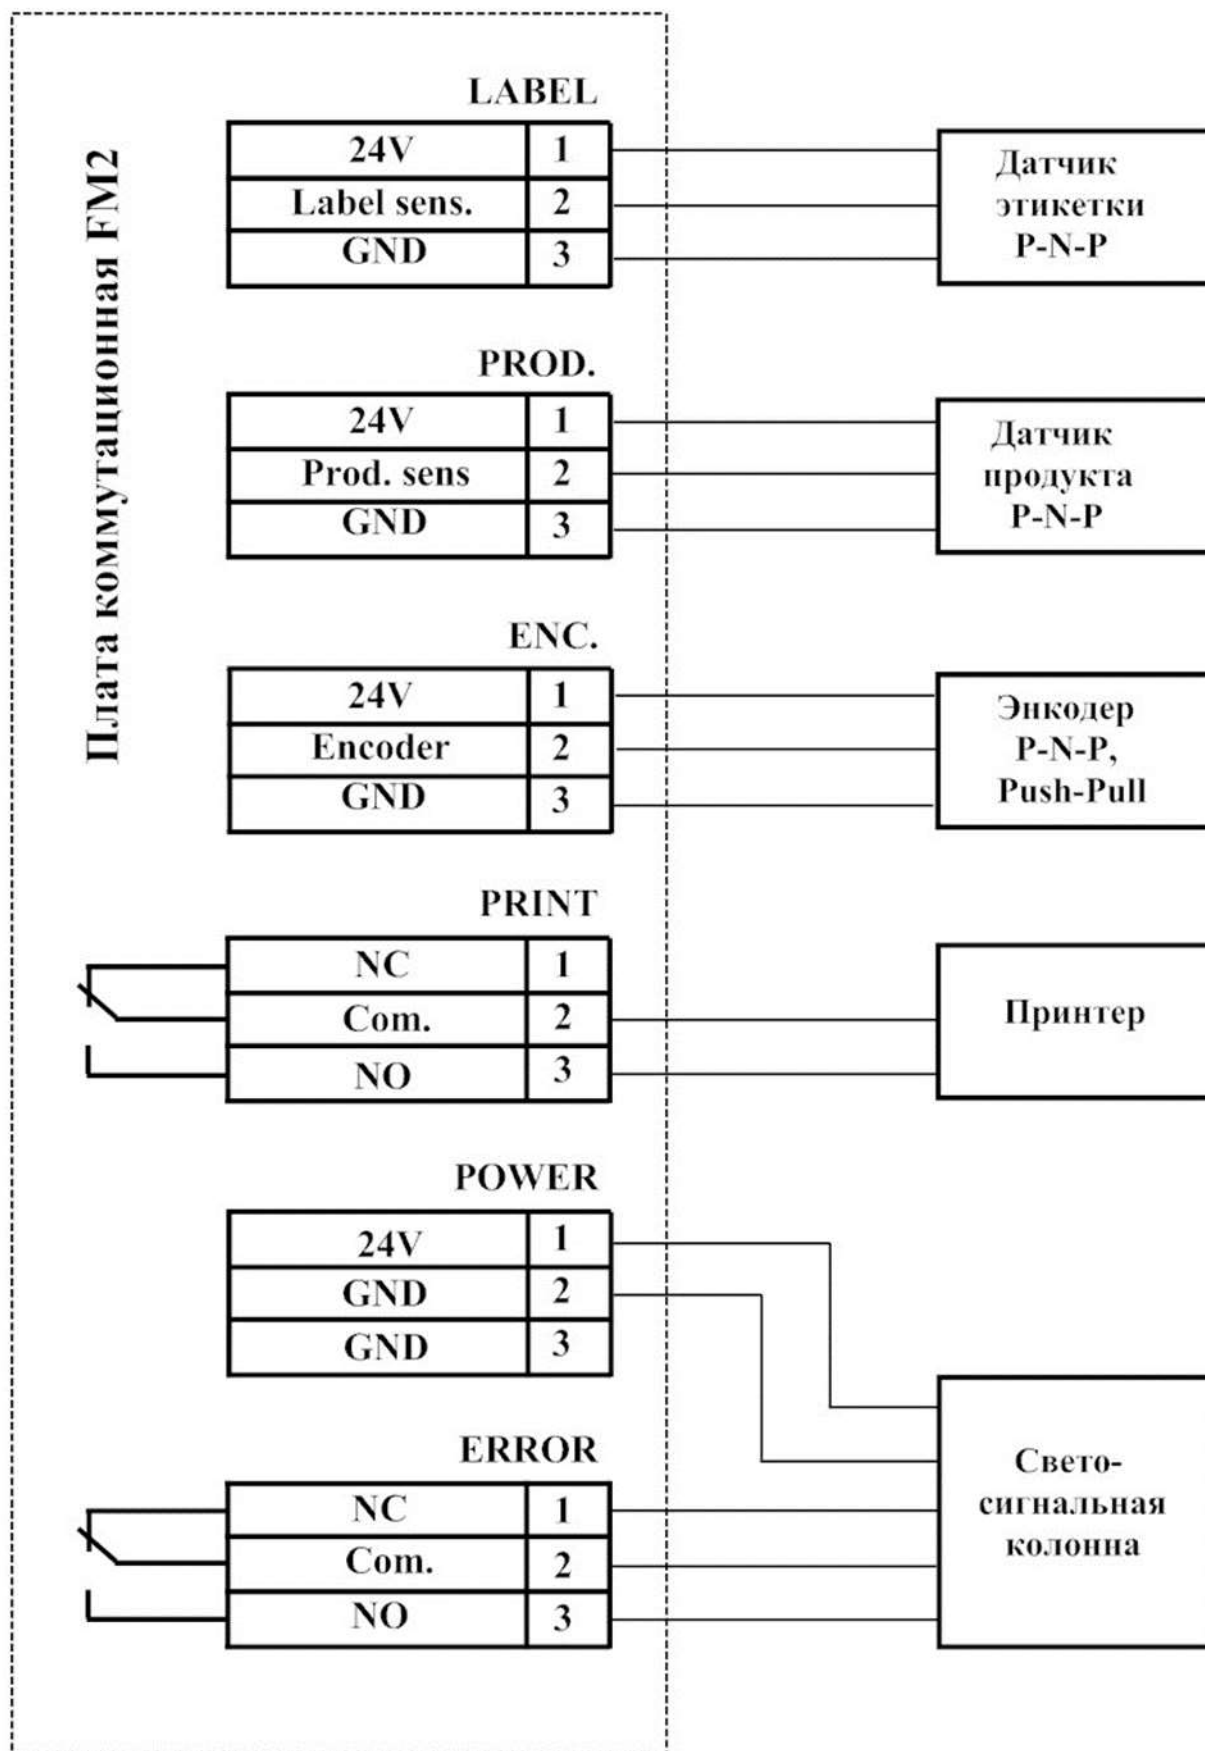 Плата коммутационная FM2
LABEL
24V 1
Label sens. 2
GND 3
Датчик
этикетки
P-N-P
PROD.
24V 1
Prod. sens 2
GND 3
Датчик
продукта
P-N-P
ENC.
24V 1
Encoder 2
GND 3
Энкодер
P-N-P,
Push-Pull
PRINT
NC 1
Com. 2
NO 3
Принтер
POWER
24V 1
GND 2
GND 3
ERROR
NC 1
Com. 2
NO 3
Свето-
сигнальная
колонна